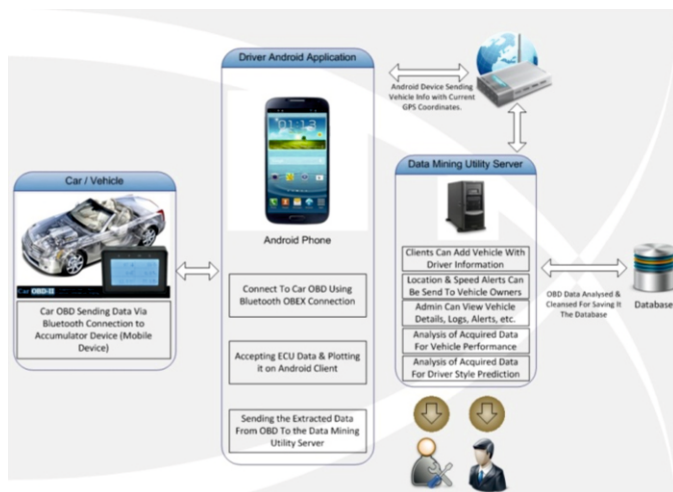 Driver Android Application
01:13
Android Phone
Connect To Car OBD Using
Bluetooth OBEX Connection
Accepting ECU Data & Plotting
it on Android Client
Sending the Extracted Data
From OBD To the Data Mining
Utility Server
Car / Vehicle
Car OBD-II
Car OBD Sending Data Via
Bluetooth Connection to
Accumulator Device (Mobile
Device)
Android Device Sending
Vehicle Info with Current
GPS Coordinates.
Data Mining Utility Server
Clients Can Add Vehicle With
Driver Information
Location & Speed Alerts Can
Be Send To Vehicle Owners
Admin Can View Vehicle
Details, Logs, Alerts, etc.
Analysis of Acquired Data
For Vehicle Performance
Analysis of Acquired Data
For Driver Style Prediction
OBD Data Analysed &
Cleansed For Saving It
The Database
Database